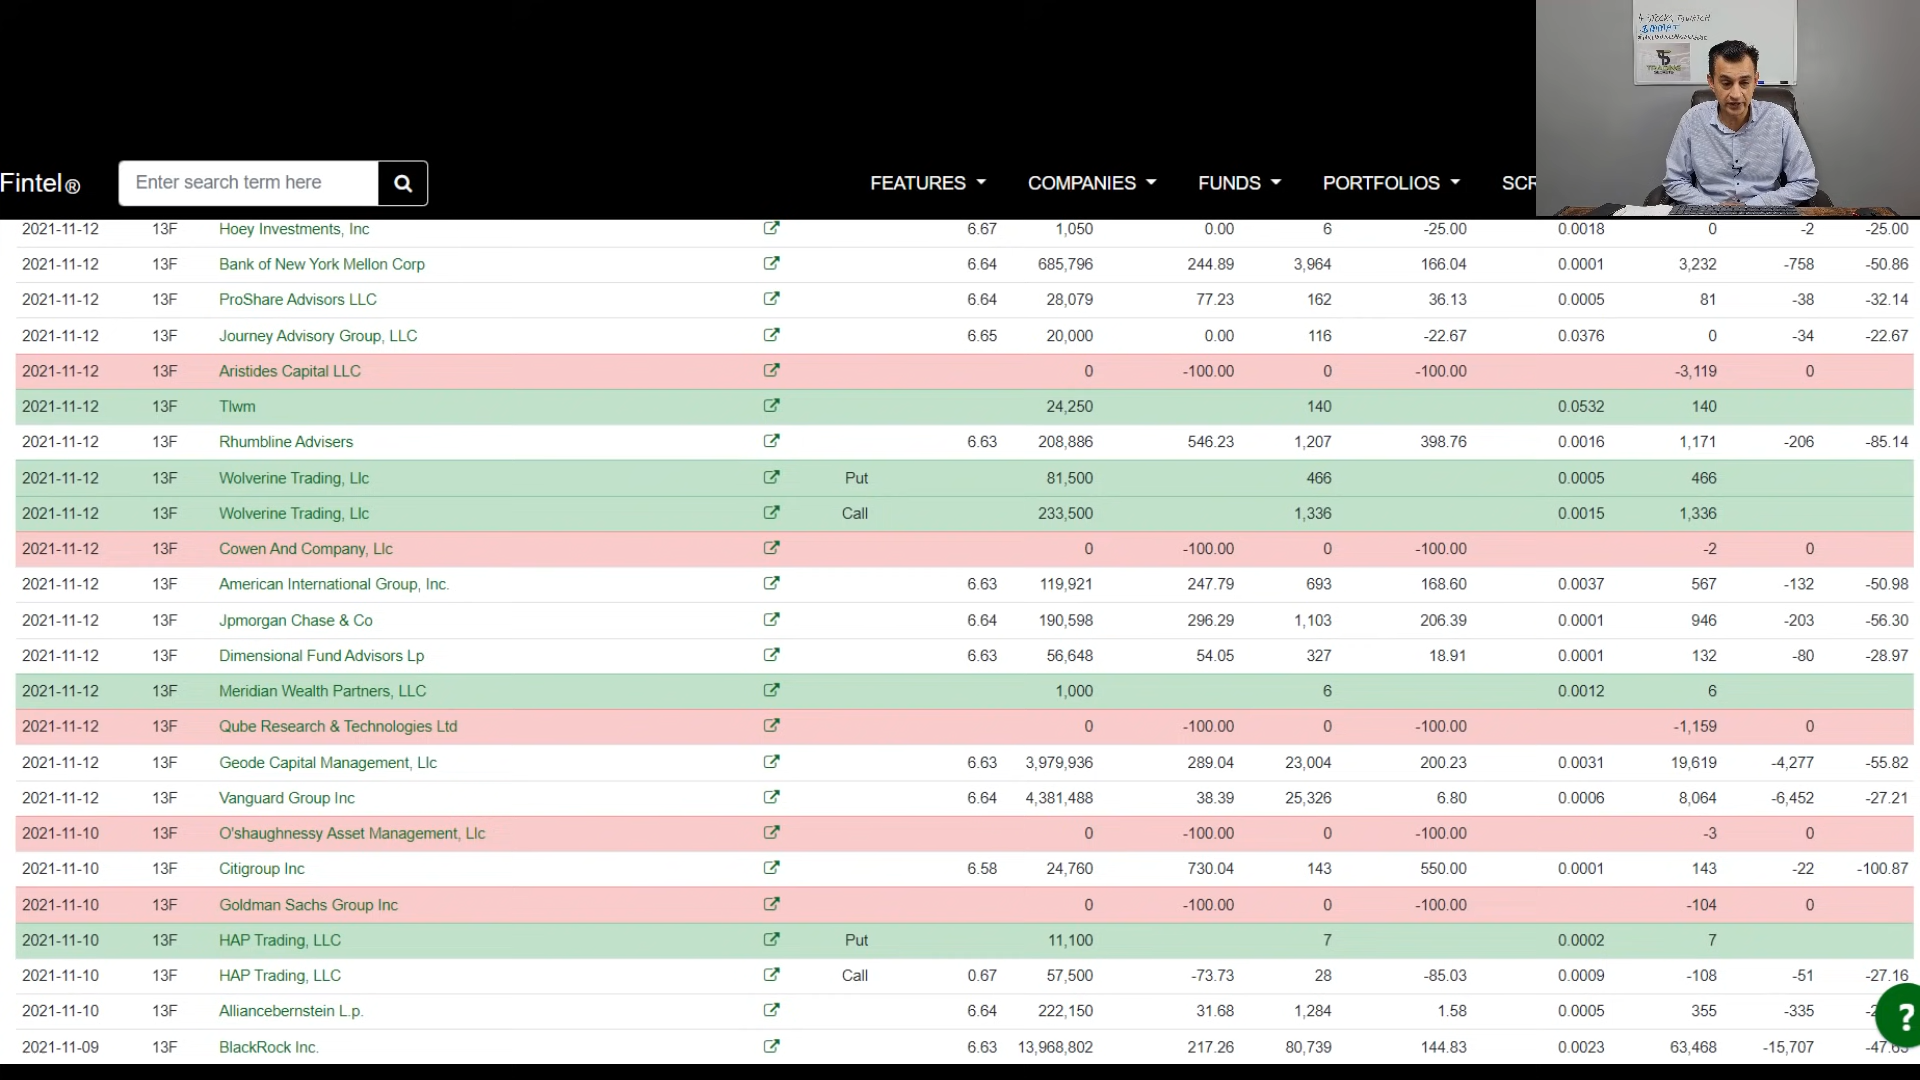 4 STOCKS TO WATCH
TRADING
SECRETS
Fintel®
Enter search term here
FEATURES
COMPANIES
FUNDS
PORTFOLIOS
SCR
2021-11-12 13F Hoey Investments, Inc 6.67 1,050 0.00 6 -25.00 0.0018 0 -2 -25.00
2021-11-12 13F Bank of New York Mellon Corp 6.64 685,796 244.89 3,964 166.04 0.0001 3,232 -758 -50.86
2021-11-12 13F ProShare Advisors LLC 6.64 28,079 77.23 162 36.13 0.0005 81 -38 -32.14
2021-11-12 13F Journey Advisory Group, LLC 6.65 20,000 0.00 116 -22.67 0.0376 0 -34 -22.67
2021-11-12 13F Aristides Capital LLC 0 -100.00 0 -100.00 -3,119 0
2021-11-12 13F Tlwm 24,250 140 0.0532 140
2021-11-12 13F Rhumbline Advisers 6.63 208,886 546.23 1,207 398.76 0.0016 1,171 -206 -85.14
2021-11-12 13F Wolverine Trading, Llc Put 81,500 466 0.0005 466
2021-11-12 13F Wolverine Trading, Llc Call 233,500 1,336 0.0015 1,336
2021-11-12 13F Cowen And Company, Llc 0 -100.00 0 -100.00 -2 0
2021-11-12 13F American International Group, Inc. 6.63 119,921 247.79 693 168.60 0.0037 567 -132 -50.98
2021-11-12 13F Jpmorgan Chase & Co 6.64 190,598 296.29 1,103 206.39 0.0001 946 -203 -56.30
2021-11-12 13F Dimensional Fund Advisors Lp 6.63 56,648 54.05 327 18.91 0.0001 132 -80 -28.97
2021-11-12 13F Meridian Wealth Partners, LLC 1,000 6 0.0012 6
2021-11-12 13F Qube Research & Technologies Ltd 0 -100.00 0 -100.00 -1,159 0
2021-11-12 13F Geode Capital Management, Llc 6.63 3,979,936 289.04 23,004 200.23 0.0031 19,619 -4,277 -55.82
2021-11-12 13F Vanguard Group Inc 6.64 4,381,488 38.39 25,326 6.80 0.0006 8,064 -6,452 -27.21
2021-11-10 13F O'shaughnessy Asset Management, Llc 0 -100.00 0 -100.00 -3 0
2021-11-10 13F Citigroup Inc 6.58 24,760 730.04 143 550.00 0.0001 143 -22 -100.87
2021-11-10 13F Goldman Sachs Group Inc 0 -100.00 0 -100.00 -104 0
2021-11-10 13F HAP Trading, LLC Put 11,100 7 0.0002 7
2021-11-10 13F HAP Trading, LLC Call 0.67 57,500 -73.73 28 -85.03 0.0009 -108 -51 -27.16
2021-11-10 13F Alliancebernstein L.p. 6.64 222,150 31.68 1,284 1.58 0.0005 355 -335
2021-11-09 13F BlackRock Inc. 6.63 13,968,802 217.26 80,739 144.83 0.0023 63,468 -15,707
?